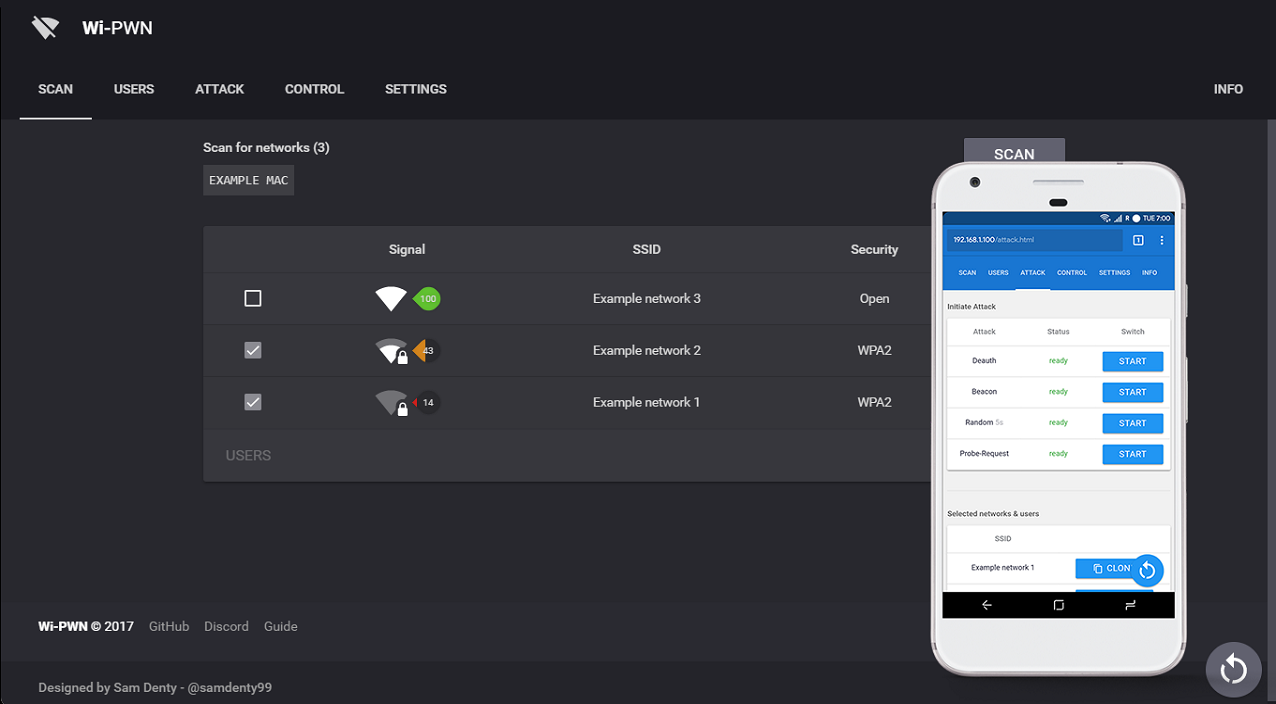 Wi-PWN
SCAN USERS ATTACK CONTROL SETTINGS INFO
Scan for networks (3)
SCAN
EXAMPLE MAC
Signal SSID Security
100 Example network 3 Open
43 Example network 2 WPA2
14 Example network 1 WPA2
USERS
Wi-PWN © 2017 GitHub Discord Guide
Designed by Sam Denty - @samdenty99
R TUE 7:00
192.168.1.100/attack.html 1
SCAN USERS ATTACK CONTROL SETTINGS INFO
Initiate Attack
Attack Status Switch
Deauth ready START
Beacon ready START
Random 5s ready START
Probe-Request ready START
Selected networks & users
SSID
Example network 1 CLON